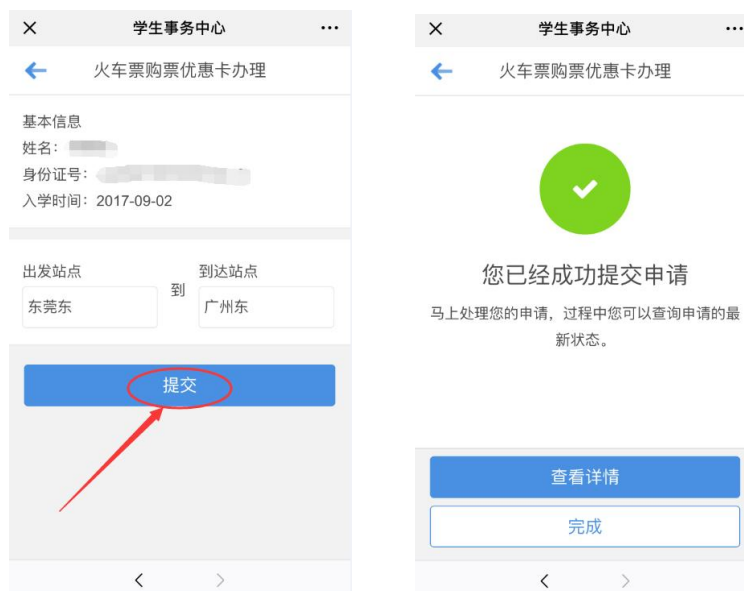 学生事务中心
火车票购票优惠卡办理
基本信息
姓名：
身份证号：
入学时间：2017-09-02
出发站点
到达站点
东莞东
到
广州东
提交
学生事务中心
火车票购票优惠卡办理
您已经成功提交申请
马上处理您的申请，过程中您可以查询申请的最
新状态。
查看详情
完成